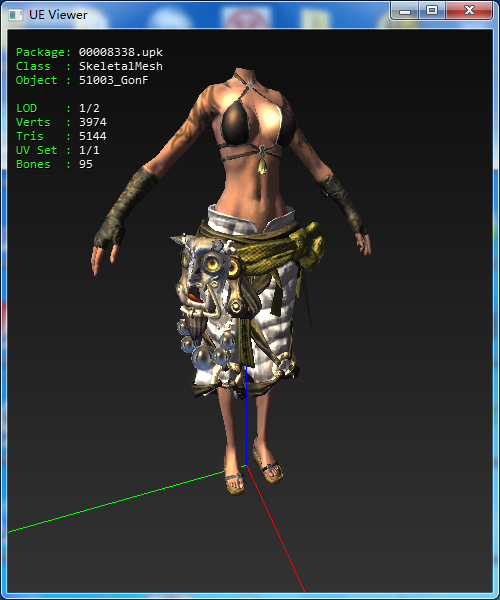 UE Viewer
Package: 00008338.upk
Class  : SkeletalMesh
Object : 51003_GonF
LOD    : 1/2
Verts  : 3974
Tris   : 5144
UV Set : 1/1
Bones  : 95